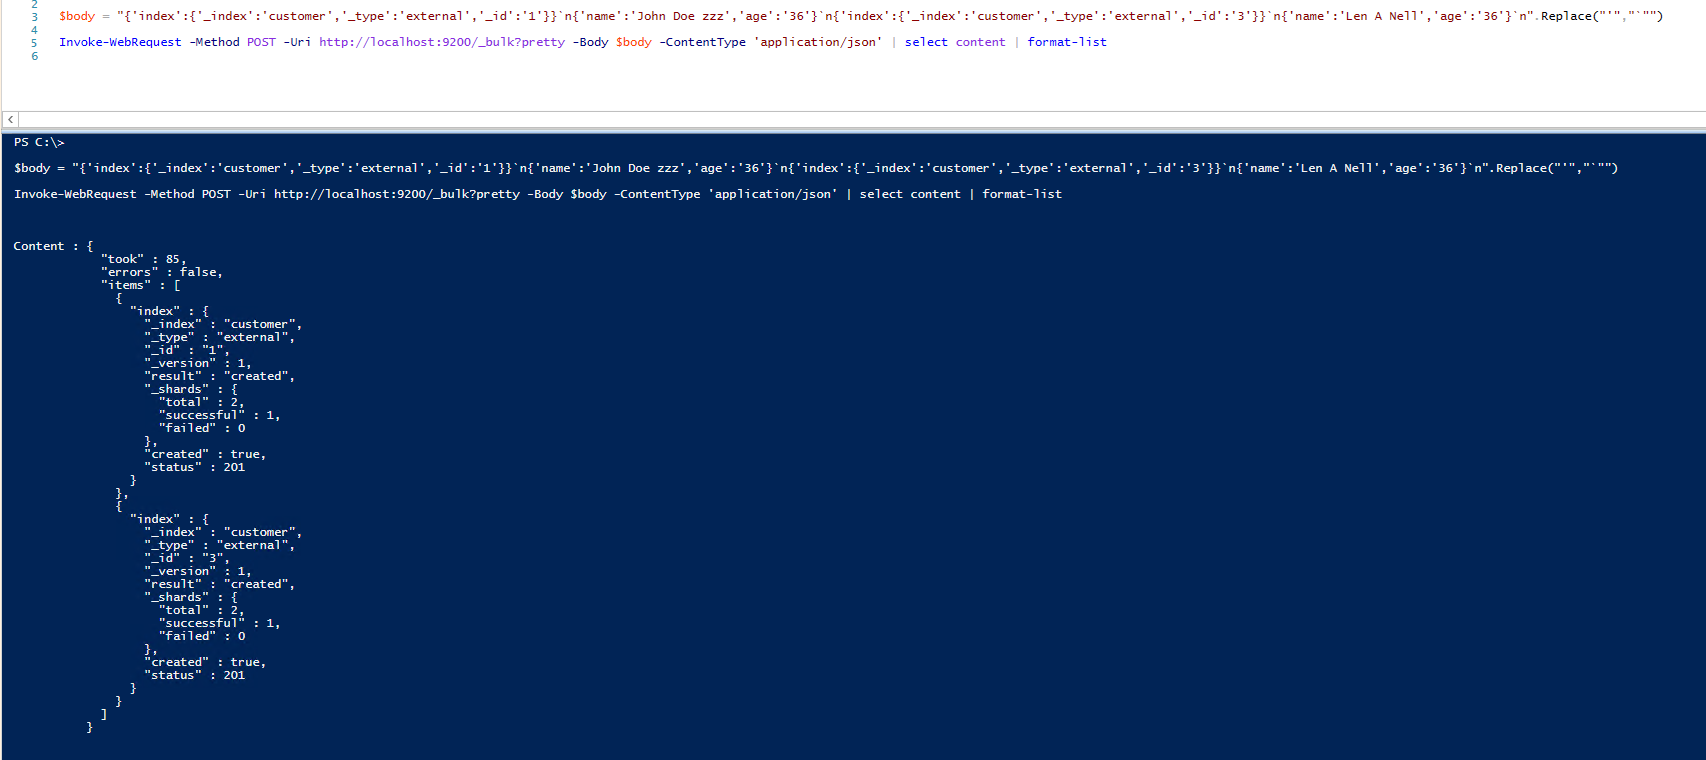 2
3 $body = "{'index':{'_index':'customer','_type':'external','_id':'1'}}`n{'name':'John Doe zzz','age':'36'}`n{'index':{'_index':'customer','_type':'external','_id':'3'}}`n{'name':'Len A Nell','age':'36'}`n".Replace("'","`"")
4
5 Invoke-WebRequest -Method POST -Uri http://localhost:9200/_bulk?pretty -Body $body -ContentType 'application/json' | select content | format-list
6
PS C:\>
$body = "{'index':{'_index':'customer','_type':'external','_id':'1'}}`n{'name':'John Doe zzz','age':'36'}`n{'index':{'_index':'customer','_type':'external','_id':'3'}}`n{'name':'Len A Nell','age':'36'}`n".Replace("'","`"")
Invoke-WebRequest -Method POST -Uri http://localhost:9200/_bulk?pretty -Body $body -ContentType 'application/json' | select content | format-list
Content : {
"took" : 85,
"errors" : false,
"items" : [
{
"index" : {
"_index" : "customer",
"_type" : "external",
"_id" : "1",
"_version" : 1,
"result" : "created",
"_shards" : {
"total" : 2,
"successful" : 1,
"failed" : 0
},
"created" : true,
"status" : 201
}
},
{
"index" : {
"_index" : "customer",
"_type" : "external",
"_id" : "3",
"_version" : 1,
"result" : "created",
"_shards" : {
"total" : 2,
"successful" : 1,
"failed" : 0
},
"created" : true,
"status" : 201
}
}
]
}